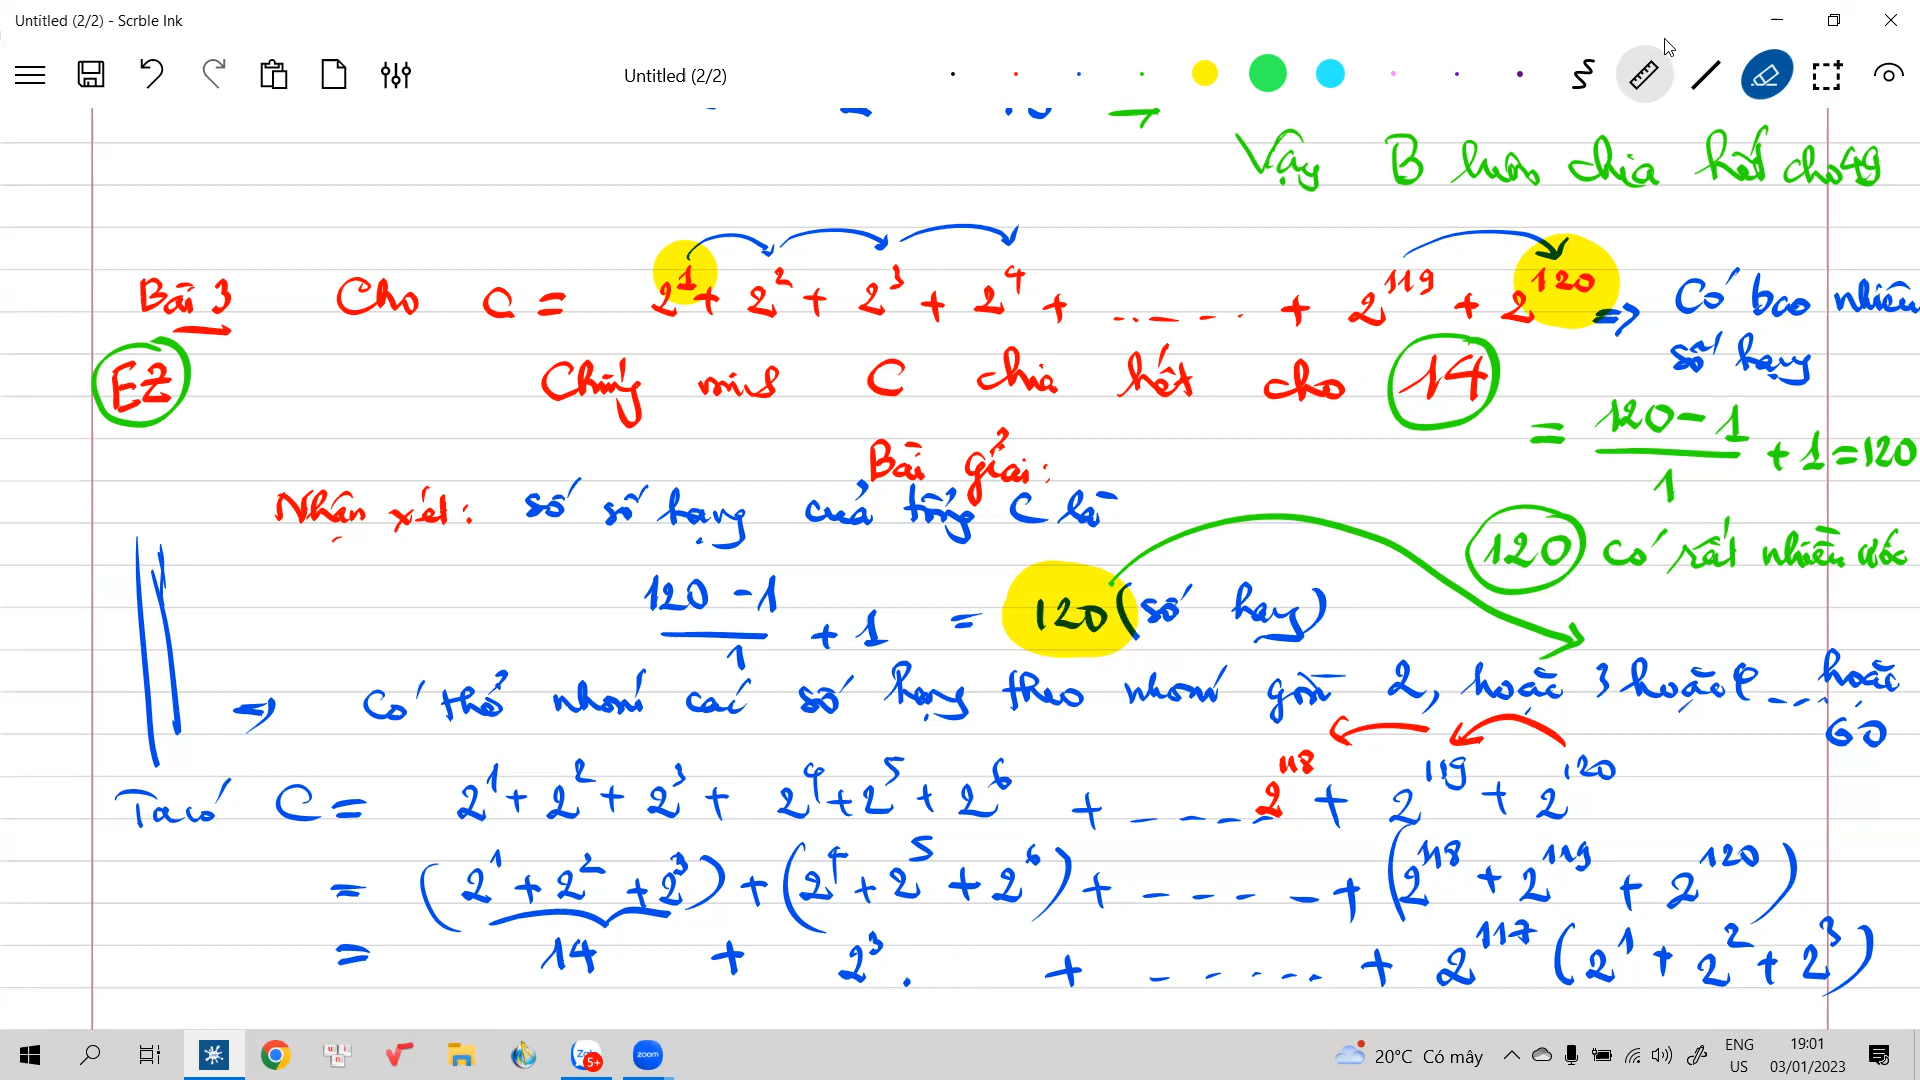 Untitled (2/2) - Scrble Ink
Untitled (2/2)
Vậy B luôn chia hết cho 49
Bài 3 Cho C = 2^1 + 2^2 + 2^3 + 2^4 + ....... + 2^119 + 2^120 => Có bao nhiêu
số hạng
EZ Chứng minh C chia hết cho 14
= (120 - 1)/1 + 1 = 120
Bài giải:
Nhận xét: số số hạng của tổng C là
120 có rất nhiều ước
(120 - 1)/1 + 1 = 120 (số hạng)
=> Có thể nhóm các số hạng theo nhóm gồm 2, hoặc 3 hoặc 4 ..... hoặc
60
Ta có C = 2^1 + 2^2 + 2^3 + 2^4 + 2^5 + 2^6 + ..... 2^118 + 2^119 + 2^120
= (2^1 + 2^2 + 2^3) + (2^4 + 2^5 + 2^6) + ...... + (2^118 + 2^119 + 2^120)
= 14 + 2^3 . + ...... + 2^117 (2^1 + 2^2 + 2^3)
5+
zoom
20°C Có mây
ENG
US
19:01
03/01/2023